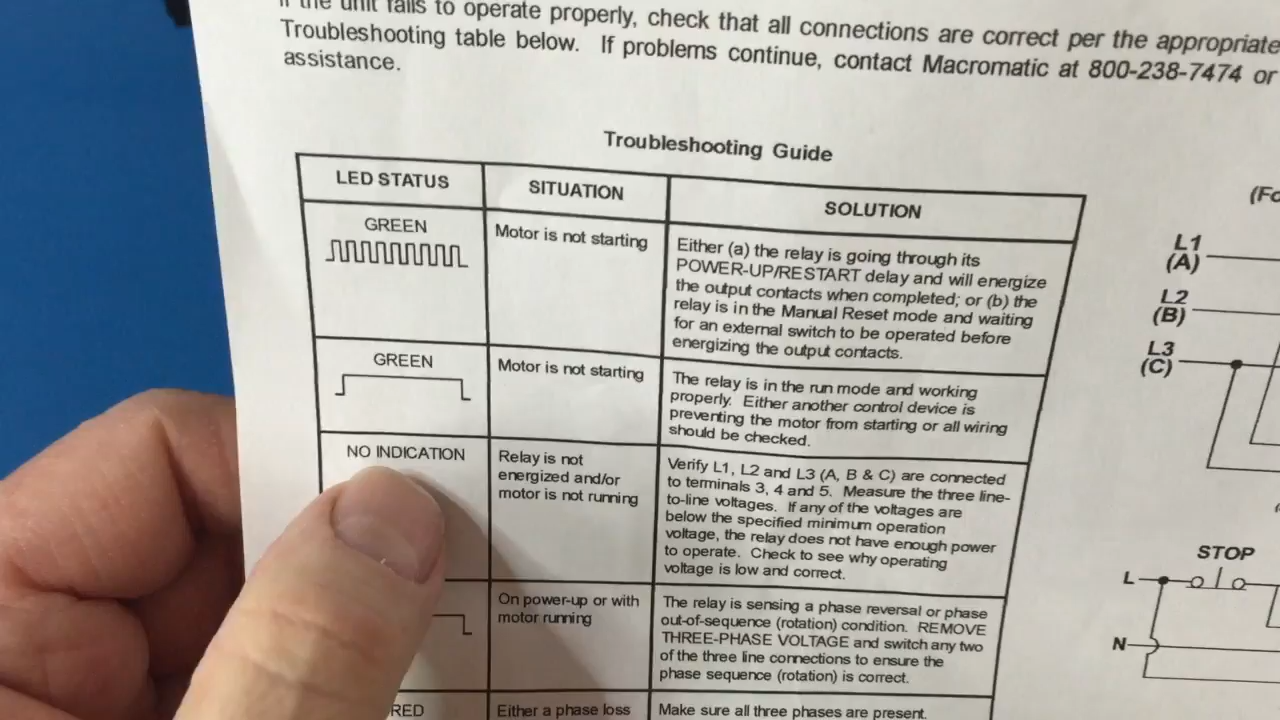 If the unit fails to operate properly, check that all connections are correct per the appropriate
Troubleshooting table below. If problems continue, contact Macromatic at 800-238-7474 or
assistance.
Troubleshooting Guide
LED STATUS
SITUATION
SOLUTION
GREEN
Motor is not starting
Either (a) the relay is going through its
POWER-UP/RESTART delay and will energize
the output contacts when completed; or (b) the
relay is in the Manual Reset mode and waiting
for an external switch to be operated before
energizing the output contacts.
GREEN
Motor is not starting
The relay is in the run mode and working
properly. Either another control device is
preventing the motor from starting or all wiring
should be checked.
NO INDICATION
Relay is not
energized and/or
motor is not running
Verify L1, L2 and L3 (A, B & C) are connected
to terminals 3, 4 and 5. Measure the three line-
to-line voltages. If any of the voltages are
below the specified minimum operation
voltage, the relay does not have enough power
to operate. Check to see why operating
voltage is low and correct.
On power-up or with
motor running
The relay is sensing a phase reversal or phase
out-of-sequence (rotation) condition. REMOVE
THREE-PHASE VOLTAGE and switch any two
of the three line connections to ensure the
phase sequence (rotation) is correct.
RED
Either a phase loss
Make sure all three phases are present.
L1
(A)
L2
(B)
L3
(C)
STOP
L
N